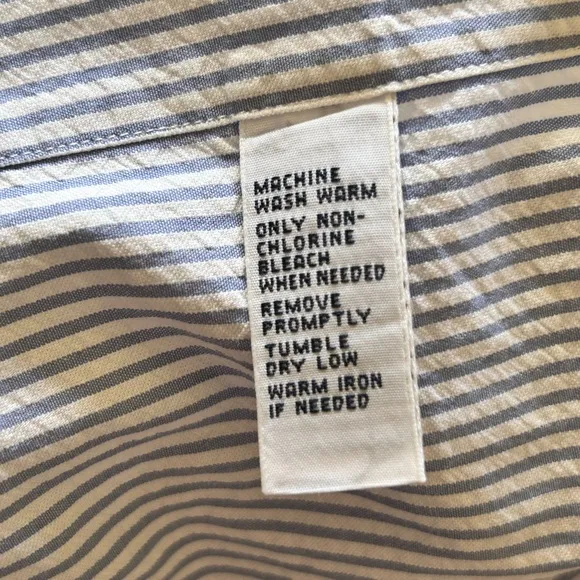 MACHINE
WASH WARM
ONLY NON-
CHLORINE
BLEACH
WHEN NEEDED
REMOVE
PROMPTLY
TUMBLE
DRY LOW
WARM IRON
IF NEEDED